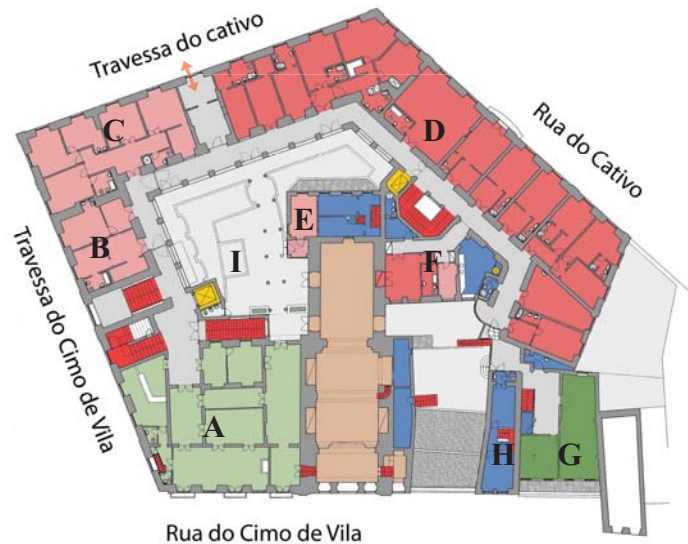 Travessa do cativo
C
D
Rua do Cativo
B
E
F
I
Travessa do Cimo de Vila
A
H
G
Rua do Cimo de Vila